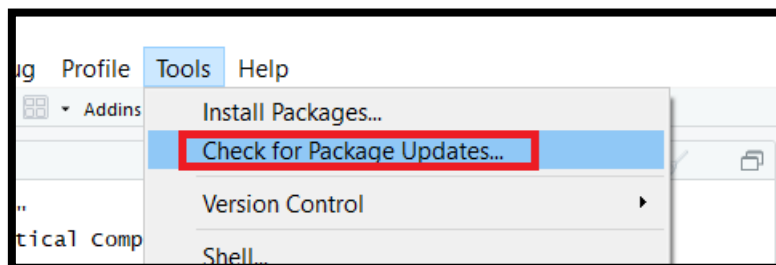 ug Profile Tools Help
Addins
Install Packages...
Check for Package Updates...
"
Version Control
tical Comp
Shell...